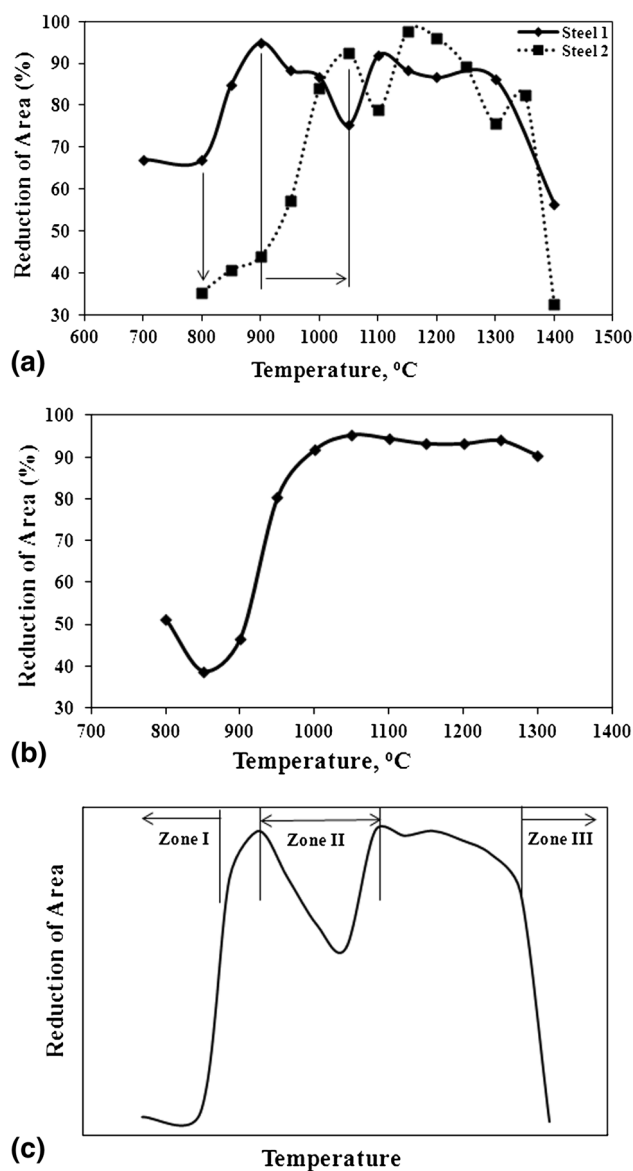 (a)
Reduction of Area (%)
100
90
80
70
60
50
40
30
Steel 1
Steel 2
600 700 800 900 1000 1100 1200 1300 1400 1500
Temperature, ºC
(b)
Reduction of Area (%)
100
90
80
70
60
50
40
30
700 800 900 1000 1100 1200 1300 1400
Temperature, ºC
(c)
Reduction of Area
Zone I Zone II Zone III
Temperature